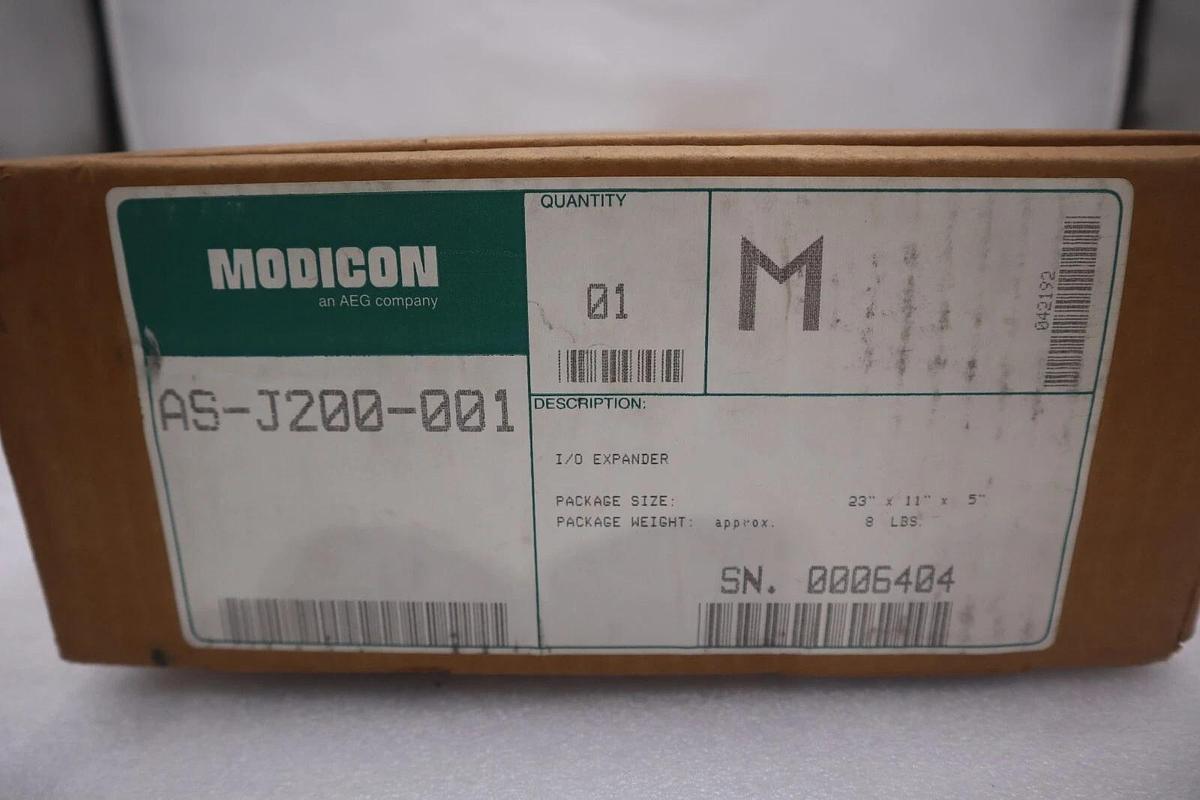 MODICON
an AEG company
QUANTITY
01
M
042192
AS-J200-001
DESCRIPTION:
I/O EXPANDER
PACKAGE SIZE: 23" x 11" x 5"
PACKAGE WEIGHT: approx. 8 LBS.
SN. 0006404